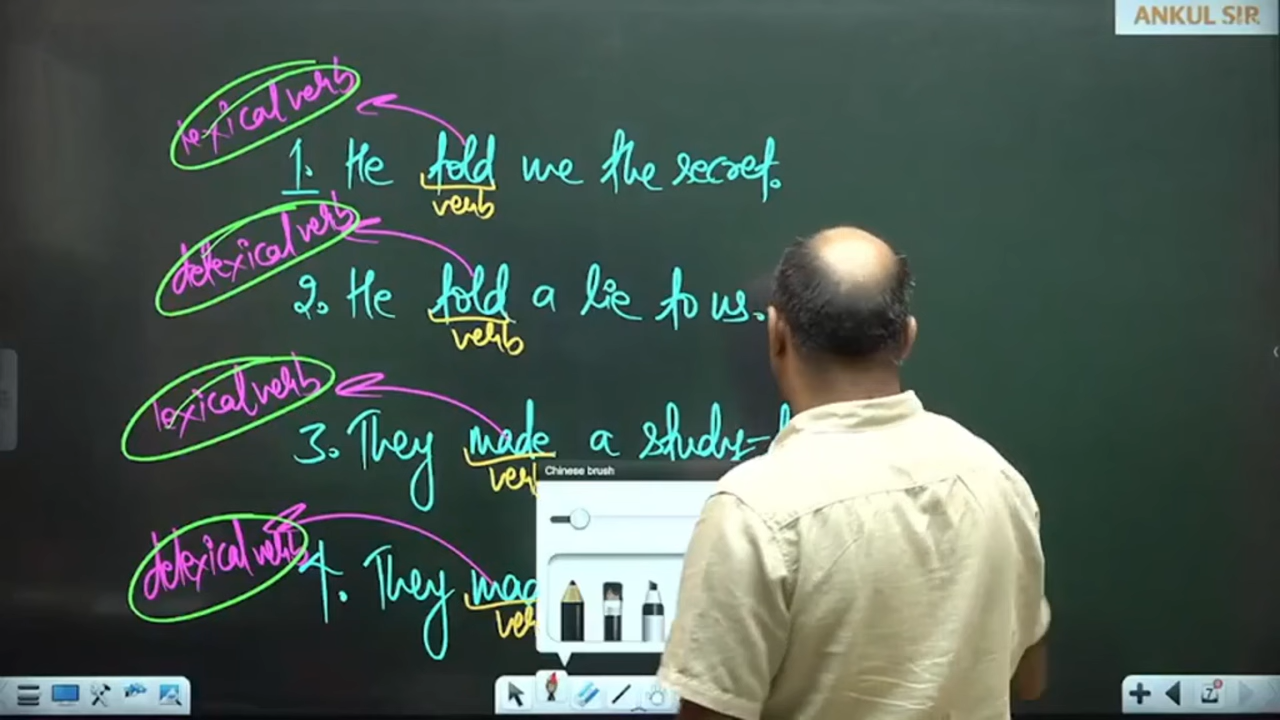 ANKUL SIR
lexical verb
1. He told me the secret.
verb
delexical verb
2. He told a lie to us.
verb
lexical verb
3. They made a study-
verb
delexical verb
4. They
Chinese brush